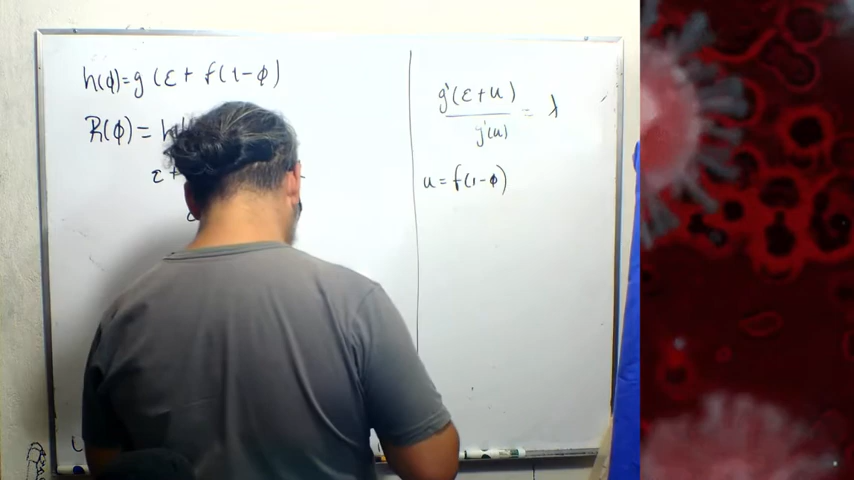 h(ϕ)=g(ε+f(1-ϕ)
R(ϕ)=
ε+
g'(ε+u)
g'(u)
= λ
u=f(1-ϕ)